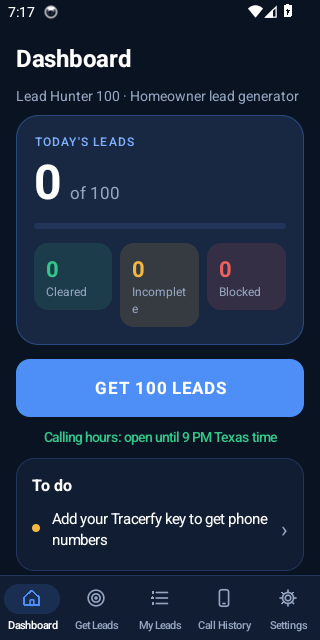 7:17
Dashboard
Lead Hunter 100 · Homeowner lead generator
TODAY'S LEADS
0 of 100
0
Cleared
0
Incomplet
e
0
Blocked
GET 100 LEADS
Calling hours: open until 9 PM Texas time
To do
Add your Tracerfy key to get phone
numbers
Dashboard Get Leads My Leads Call History Settings